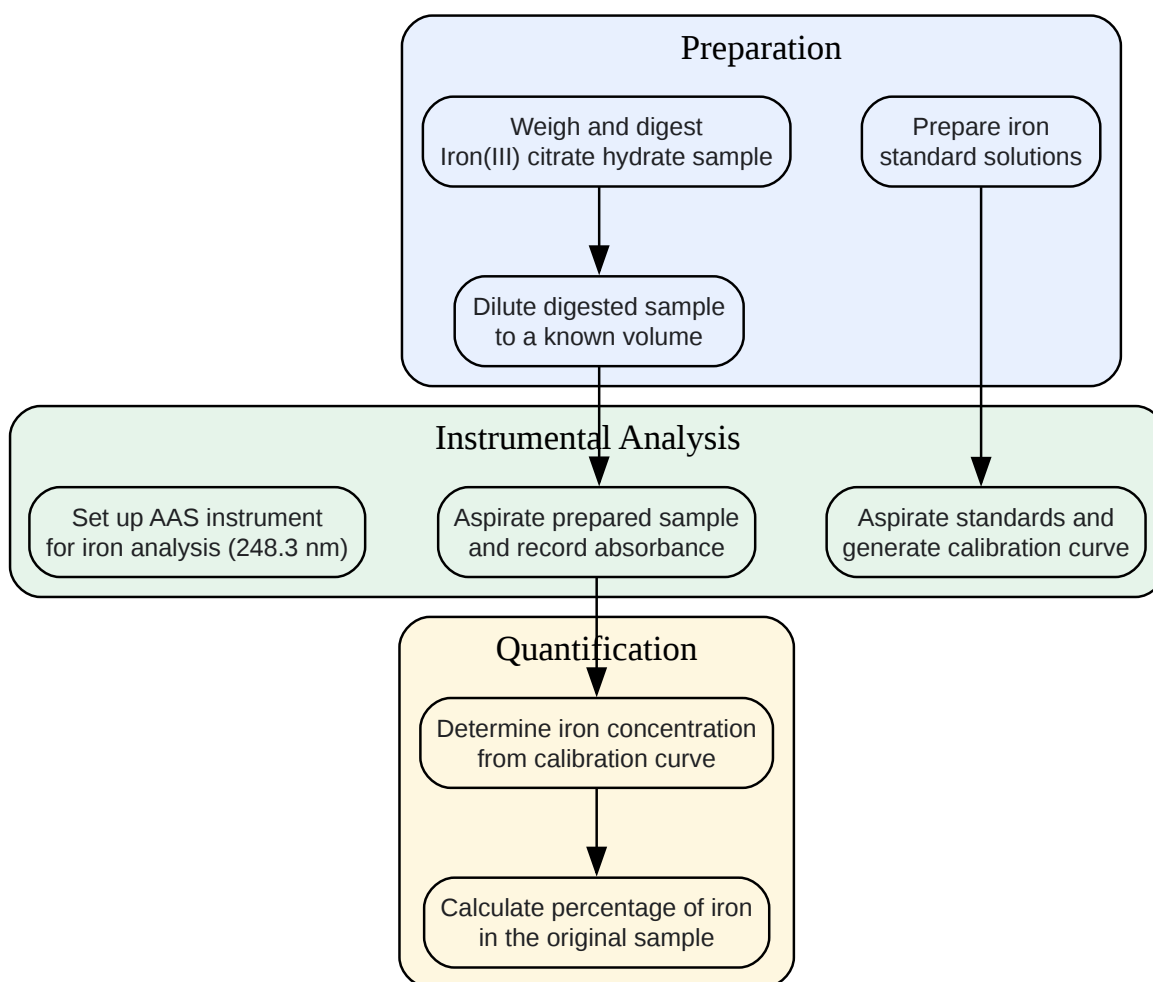 Preparation
Weigh and digest
Iron(III) citrate hydrate sample
Prepare iron
standard solutions
Dilute digested sample
to a known volume
Instrumental Analysis
Set up AAS instrument
for iron analysis (248.3 nm)
Aspirate prepared sample
and record absorbance
Aspirate standards and
generate calibration curve
Quantification
Determine iron concentration
from calibration curve
Calculate percentage of iron
in the original sample